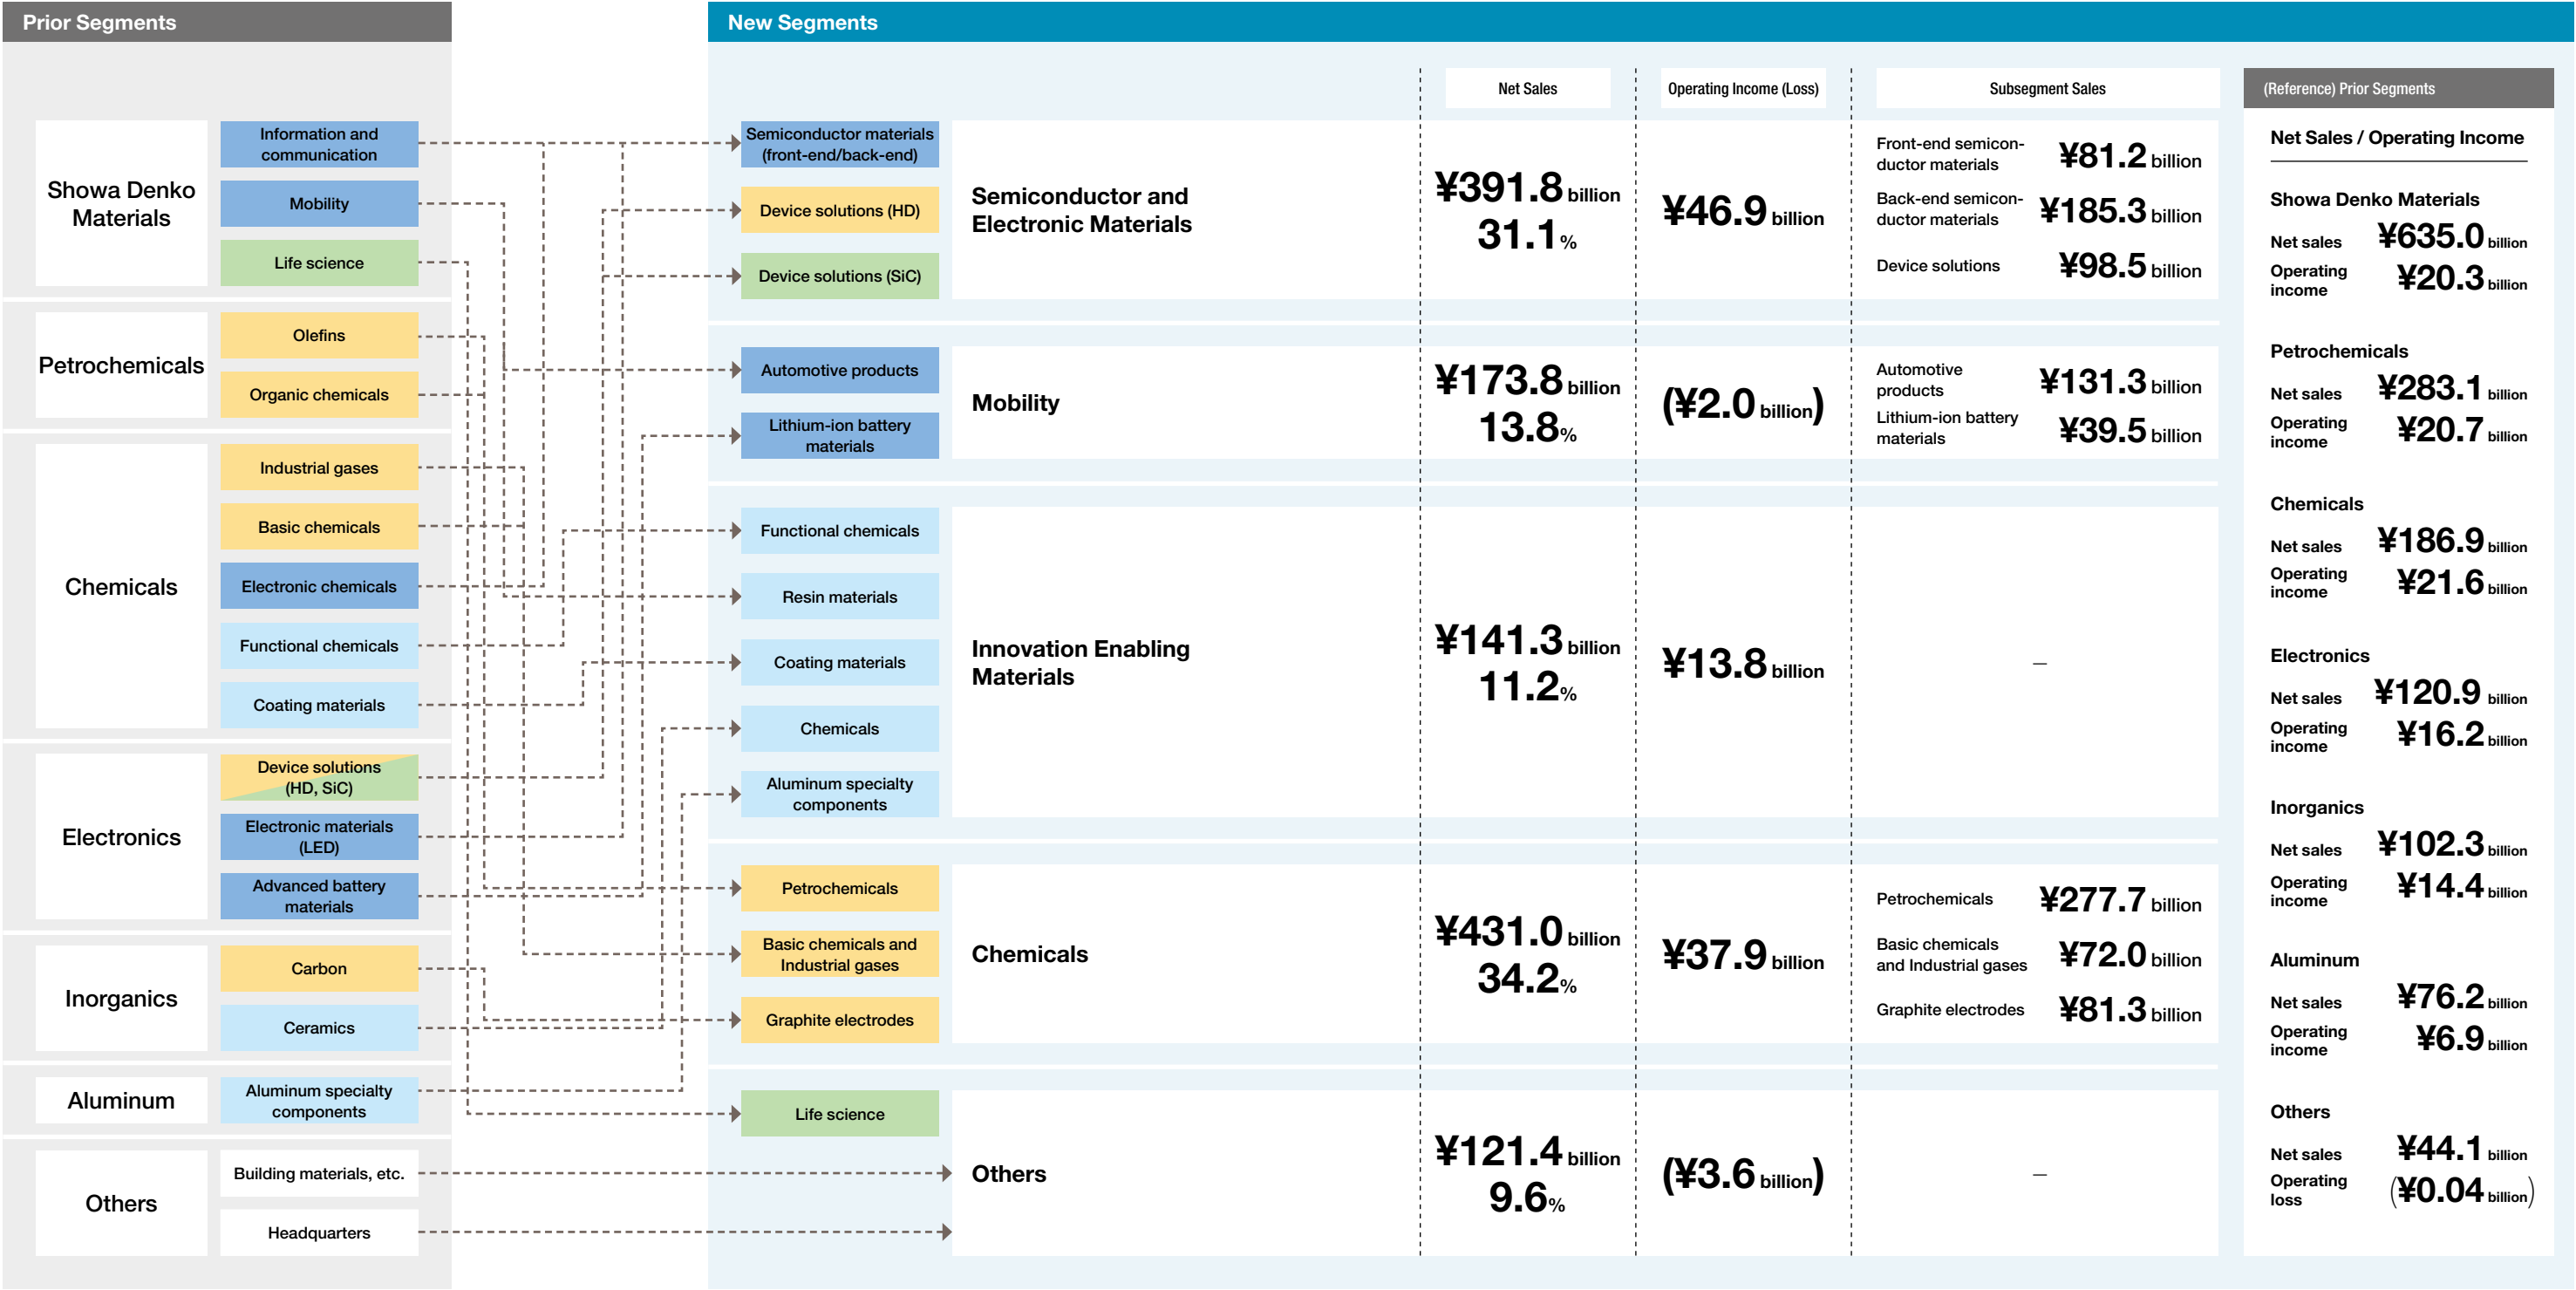 Prior Segments
Showa Denko
Materials
Information and
communication
Mobility
Life science
Petrochemicals
Olefins
Organic chemicals
Chemicals
Industrial gases
Basic chemicals
Electronic chemicals
Functional chemicals
Coating materials
Electronics
Device solutions
(HD, SiC)
Electronic materials
(LED)
Advanced battery
materials
Inorganics
Carbon
Ceramics
Aluminum
Aluminum specialty
components
Others
Building materials, etc.
Headquarters
New Segments
Net Sales
Operating Income (Loss)
Subsegment Sales
Semiconductor materials
(front-end/back-end)
Device solutions (HD)
Device solutions (SiC)
Semiconductor and
Electronic Materials
¥391.8 billion
31.1%
¥46.9 billion
Front-end semicon-
ductor materials
¥81.2 billion
Back-end semicon-
ductor materials
¥185.3 billion
Device solutions
¥98.5 billion
Automotive products
Lithium-ion battery
materials
Mobility
¥173.8 billion
13.8%
(¥2.0 billion)
Automotive
products
¥131.3 billion
Lithium-ion battery
materials
¥39.5 billion
Functional chemicals
Resin materials
Coating materials
Chemicals
Aluminum specialty
components
Innovation Enabling
Materials
¥141.3 billion
11.2%
¥13.8 billion
–
Petrochemicals
Basic chemicals and
Industrial gases
Graphite electrodes
Chemicals
¥431.0 billion
34.2%
¥37.9 billion
Petrochemicals
¥277.7 billion
Basic chemicals
and Industrial gases
¥72.0 billion
Graphite electrodes
¥81.3 billion
Life science
Others
¥121.4 billion
9.6%
(¥3.6 billion)
–
(Reference) Prior Segments
Net Sales / Operating Income
Showa Denko Materials
Net sales ¥635.0 billion
Operating
income
¥20.3 billion
Petrochemicals
Net sales ¥283.1 billion
Operating
income
¥20.7 billion
Chemicals
Net sales ¥186.9 billion
Operating
income
¥21.6 billion
Electronics
Net sales ¥120.9 billion
Operating
income
¥16.2 billion
Inorganics
Net sales ¥102.3 billion
Operating
income
¥14.4 billion
Aluminum
Net sales ¥76.2 billion
Operating
income
¥6.9 billion
Others
Net sales ¥44.1 billion
Operating
loss
(¥0.04 billion)